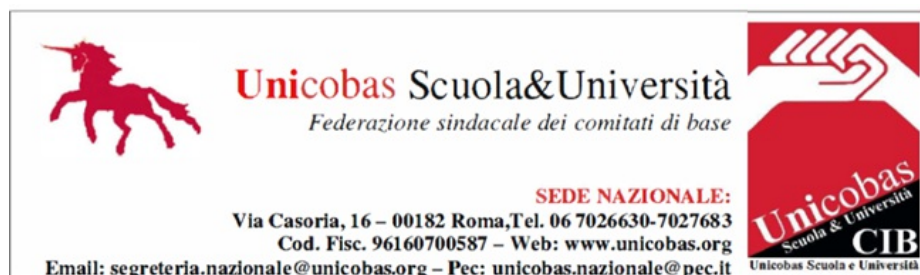 Unicobas Scuola&Università
Federazione sindacale dei comitati di base
SEDE NAZIONALE:
Via Casoria, 16 – 00182 Roma,Tel. 06 7026630-7027683
Cod. Fisc. 96160700587 – Web: www.unicobas.org
Email: segreteria.nazionale@unicobas.org – Pec: unicobas.nazionale@pec.it
Unicobas
Scuola & Università
CIB
Unicobas Scuola e Università